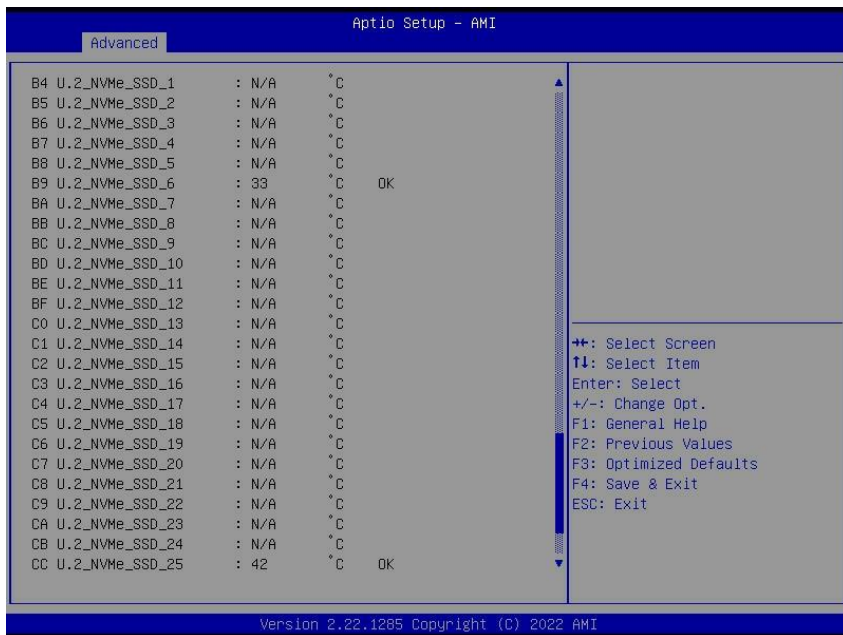 Aptio Setup - AMI
Advanced
B4 U.2_NVMe_SSD_1 : N/A °C
B5 U.2_NVMe_SSD_2 : N/A °C
B6 U.2_NVMe_SSD_3 : N/A °C
B7 U.2_NVMe_SSD_4 : N/A °C
B8 U.2_NVMe_SSD_5 : N/A °C
B9 U.2_NVMe_SSD_6 : 33 °C OK
BA U.2_NVMe_SSD_7 : N/A °C
BB U.2_NVMe_SSD_8 : N/A °C
BC U.2_NVMe_SSD_9 : N/A °C
BD U.2_NVMe_SSD_10 : N/A °C
BE U.2_NVMe_SSD_11 : N/A °C
BF U.2_NVMe_SSD_12 : N/A °C
C0 U.2_NVMe_SSD_13 : N/A °C
C1 U.2_NVMe_SSD_14 : N/A °C
C2 U.2_NVMe_SSD_15 : N/A °C
C3 U.2_NVMe_SSD_16 : N/A °C
C4 U.2_NVMe_SSD_17 : N/A °C
C5 U.2_NVMe_SSD_18 : N/A °C
C6 U.2_NVMe_SSD_19 : N/A °C
C7 U.2_NVMe_SSD_20 : N/A °C
C8 U.2_NVMe_SSD_21 : N/A °C
C9 U.2_NVMe_SSD_22 : N/A °C
CA U.2_NVMe_SSD_23 : N/A °C
CB U.2_NVMe_SSD_24 : N/A °C
CC U.2_NVMe_SSD_25 : 42 °C OK
→←: Select Screen
↑↓: Select Item
Enter: Select
+/-: Change Opt.
F1: General Help
F2: Previous Values
F3: Optimized Defaults
F4: Save & Exit
ESC: Exit
Version 2.22.1285 Copyright (C) 2022 AMI